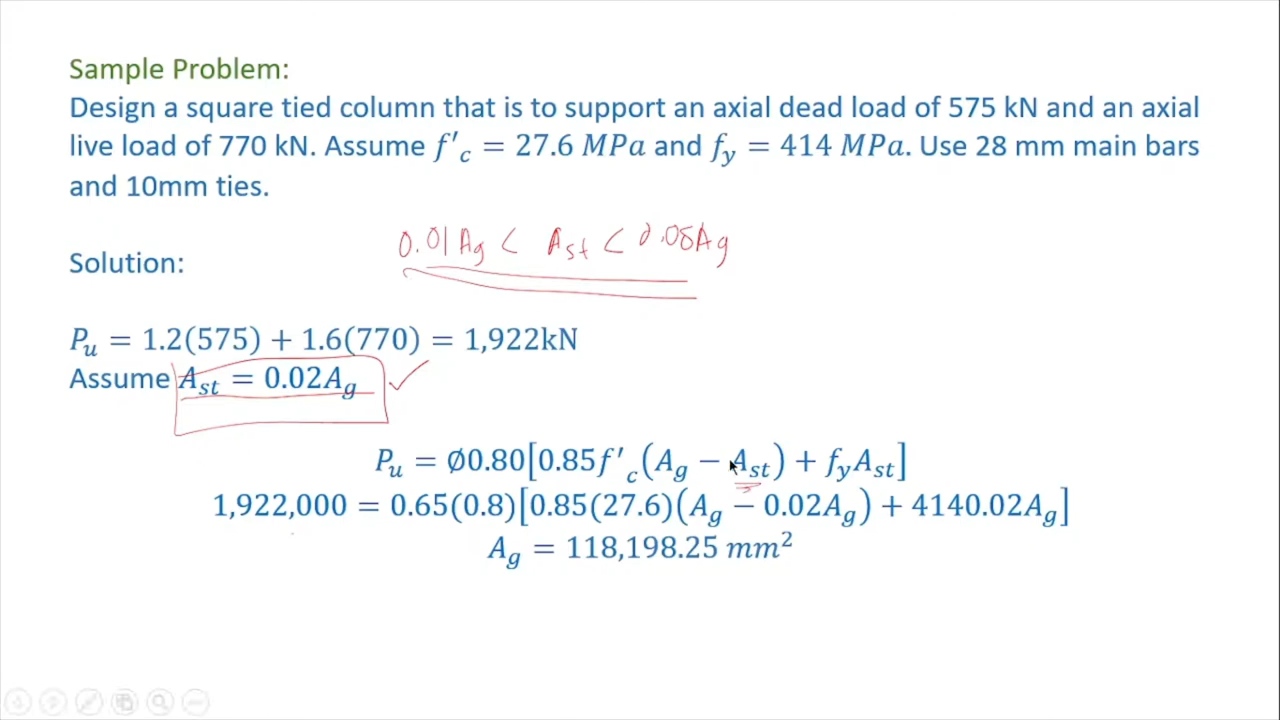 Sample Problem:
Design a square tied column that is to support an axial dead load of 575 kN and an axial
live load of 770 kN. Assume f′c = 27.6 MPa and fy = 414 MPa. Use 28 mm main bars
and 10mm ties.
0.01Ag < Ast < 0.08Ag
Solution:
Pu = 1.2(575) + 1.6(770) = 1,922kN
Assume Ast = 0.02Ag ✓
Pu = ∅0.80[0.85f′c(Ag − Ast) + fyAst]
1,922,000 = 0.65(0.8)[0.85(27.6)(Ag − 0.02Ag) + 4140.02Ag]
Ag = 118,198.25 mm²